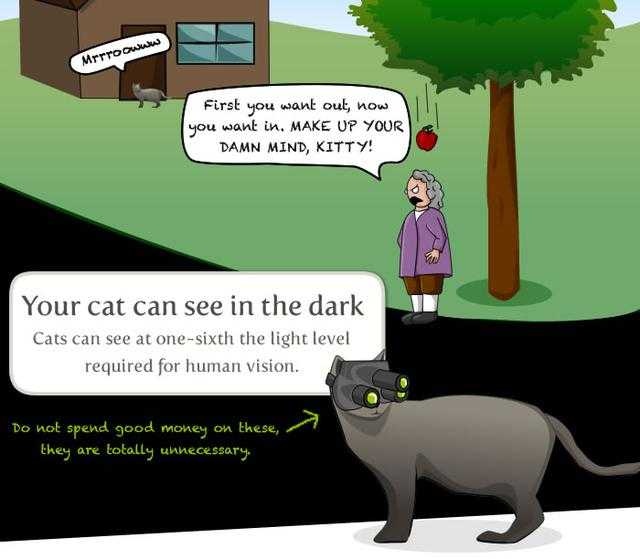 Mrrroowww
First you want out, now
you want in. MAKE UP YOUR
DAMN MIND, KITTY!
Your cat can see in the dark
Cats can see at one-sixth the light level
required for human vision.
Do not spend good money on these,
they are totally unnecessary.